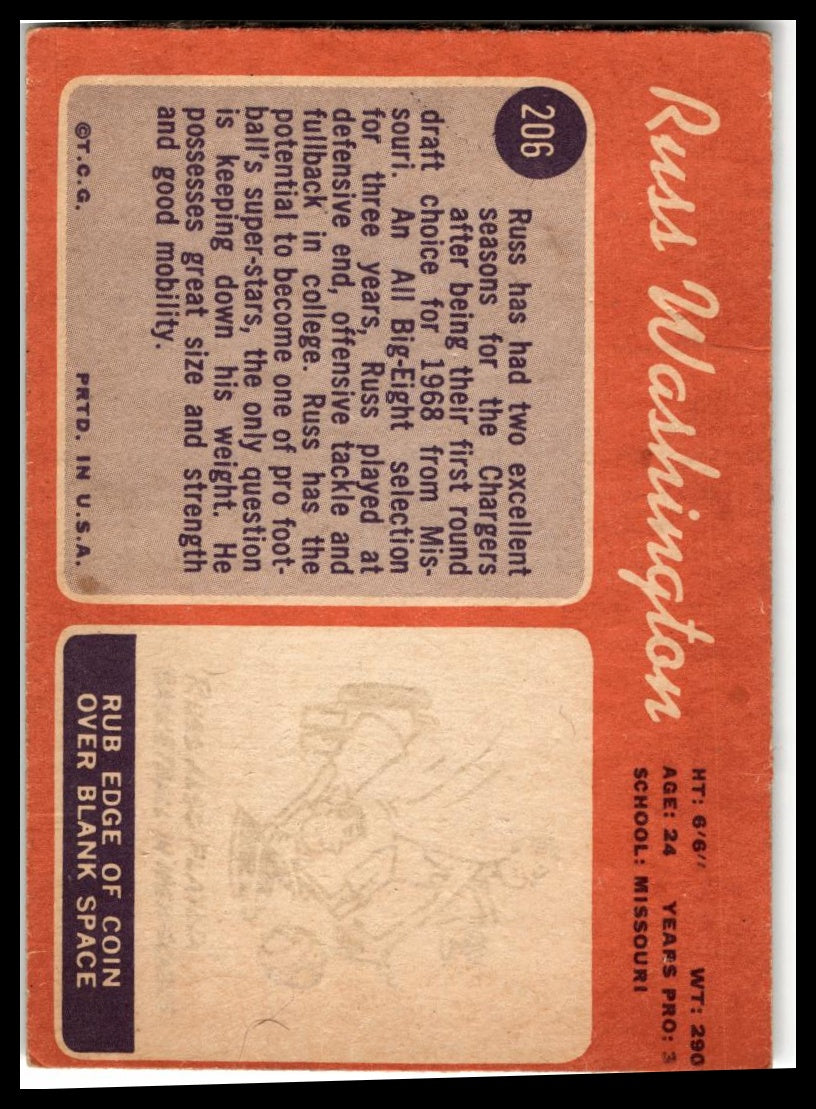 Russ Washington
HT: 6'6" WT: 290
AGE: 24 YEARS PRO: 3
SCHOOL: MISSOURI
206
Russ has had two excellent
seasons for the Chargers
after being their first round
draft choice for 1968 from Mis-
souri. An All Big-Eight selection
for three years, Russ played at
defensive end, offensive tackle and
fullback in college. Russ has the
potential to become one of pro foot-
ball's super-stars, the only question
is keeping down his weight. He
possesses great size and strength
and good mobility.
©T.C.G. PRTD. IN U.S.A.
RUB EDGE OF COIN
OVER BLANK SPACE